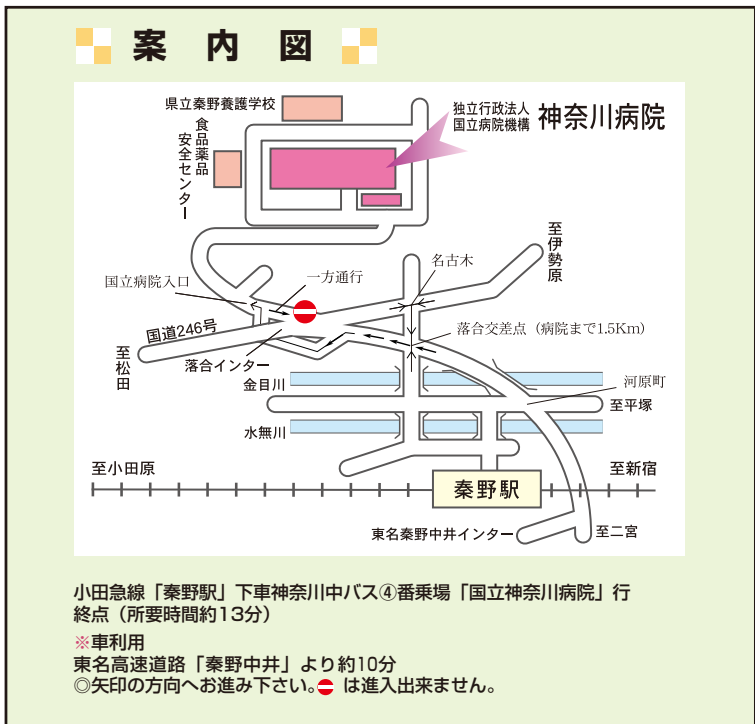 案内図
県立秦野養護学校
食品薬品
安全センター
独立行政法人
国立病院機構
神奈川病院
至伊勢原
名古木
国立病院入口
一方通行
国道246号
落合交差点（病院まで1.5Km）
至松田
落合インター
金目川
河原町
至平塚
水無川
至小田原
至新宿
秦野駅
東名秦野中井インター
至二宮
小田急線「秦野駅」下車神奈川中バス④番乗場「国立神奈川病院」行
終点（所要時間約13分）
※車利用
東名高速道路「秦野中井」より約10分
◎矢印の方向へお進み下さい。 は進入出来ません。